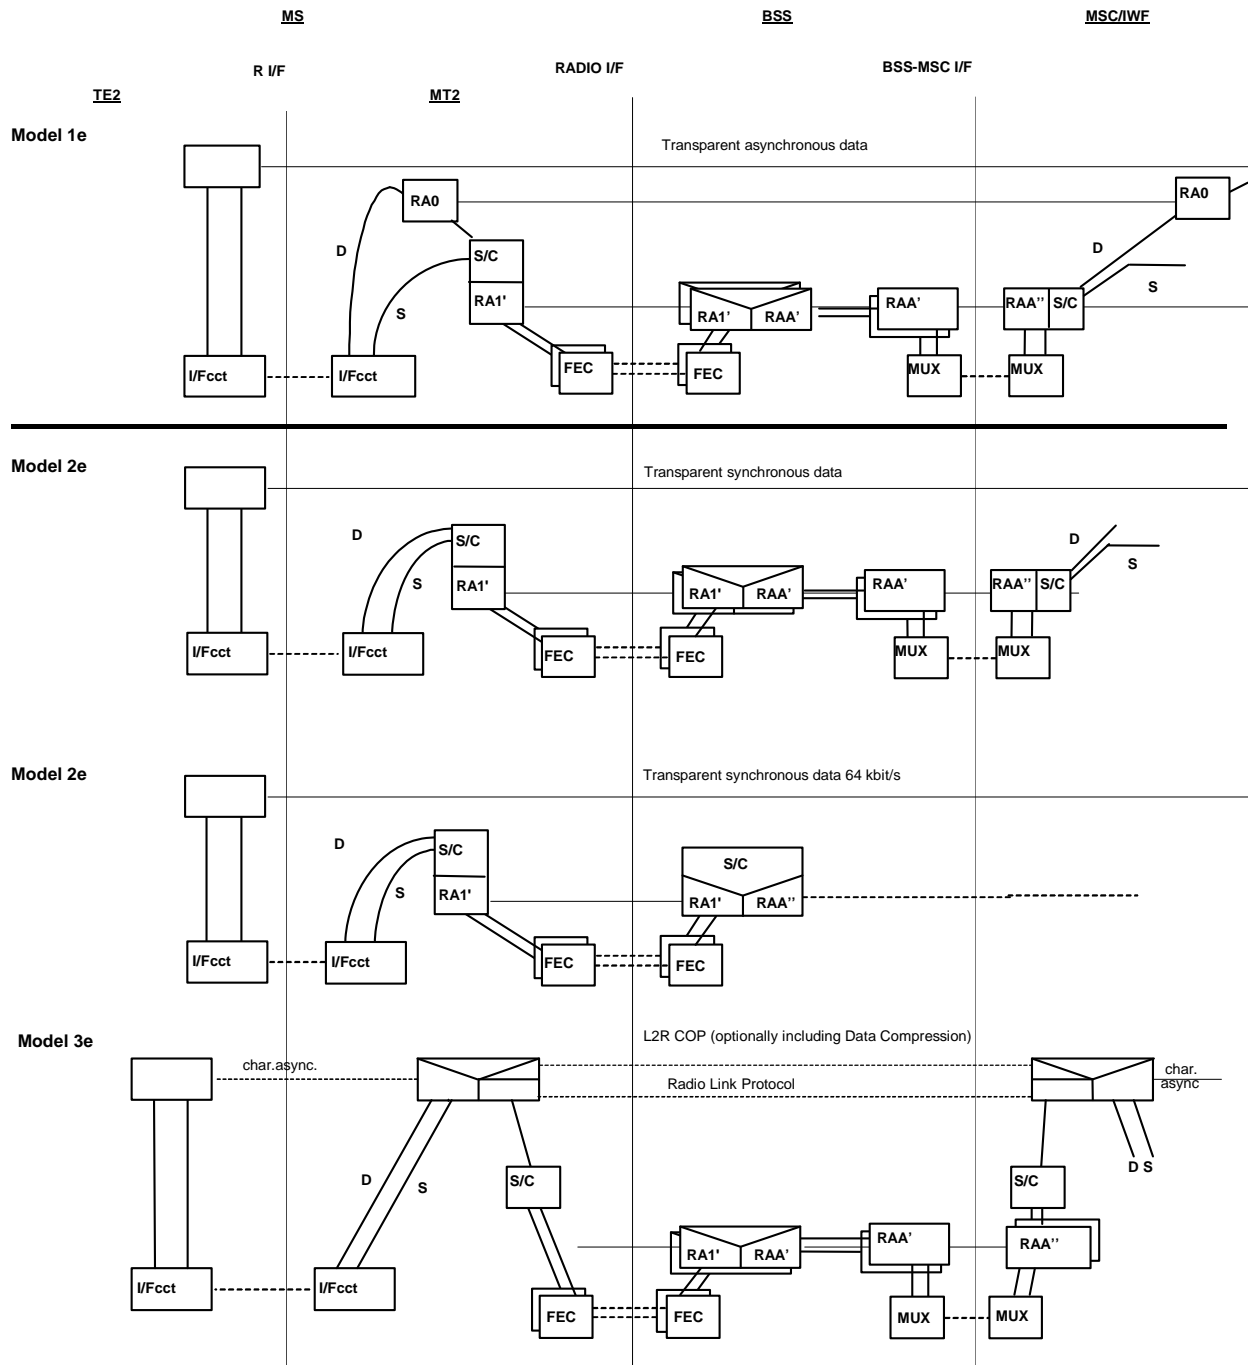 MS
BSS
MSC/IWF
R I/F
RADIO I/F
BSS-MSC I/F
TE2
MT2
Model 1e
Transparent asynchronous data
RA0
RA0
D
S/C
D
S
S
RA1'
RA1’
RAA’
RAA’
RAA’’
S/C
I/Fcct
I/Fcct
FEC
FEC
MUX
MUX
Model 2e
Transparent synchronous data
D
S/C
D
S
S
RA1'
RA1'
RAA’
RAA’
RAA’’
S/C
I/Fcct
I/Fcct
FEC
FEC
MUX
MUX
Model 2e
Transparent synchronous data 64 kbit/s
D
S/C
S/C
S
RA1'
RA1'
RAA’’
I/Fcct
I/Fcct
FEC
FEC
Model 3e
L2R COP (optionally including Data Compression)
char.async.
Radio Link Protocol
char.
async
D
S
S/C
D S
S/C
RA1'
RAA’
RAA’
RAA’’
I/Fcct
I/Fcct
FEC
FEC
MUX
MUX